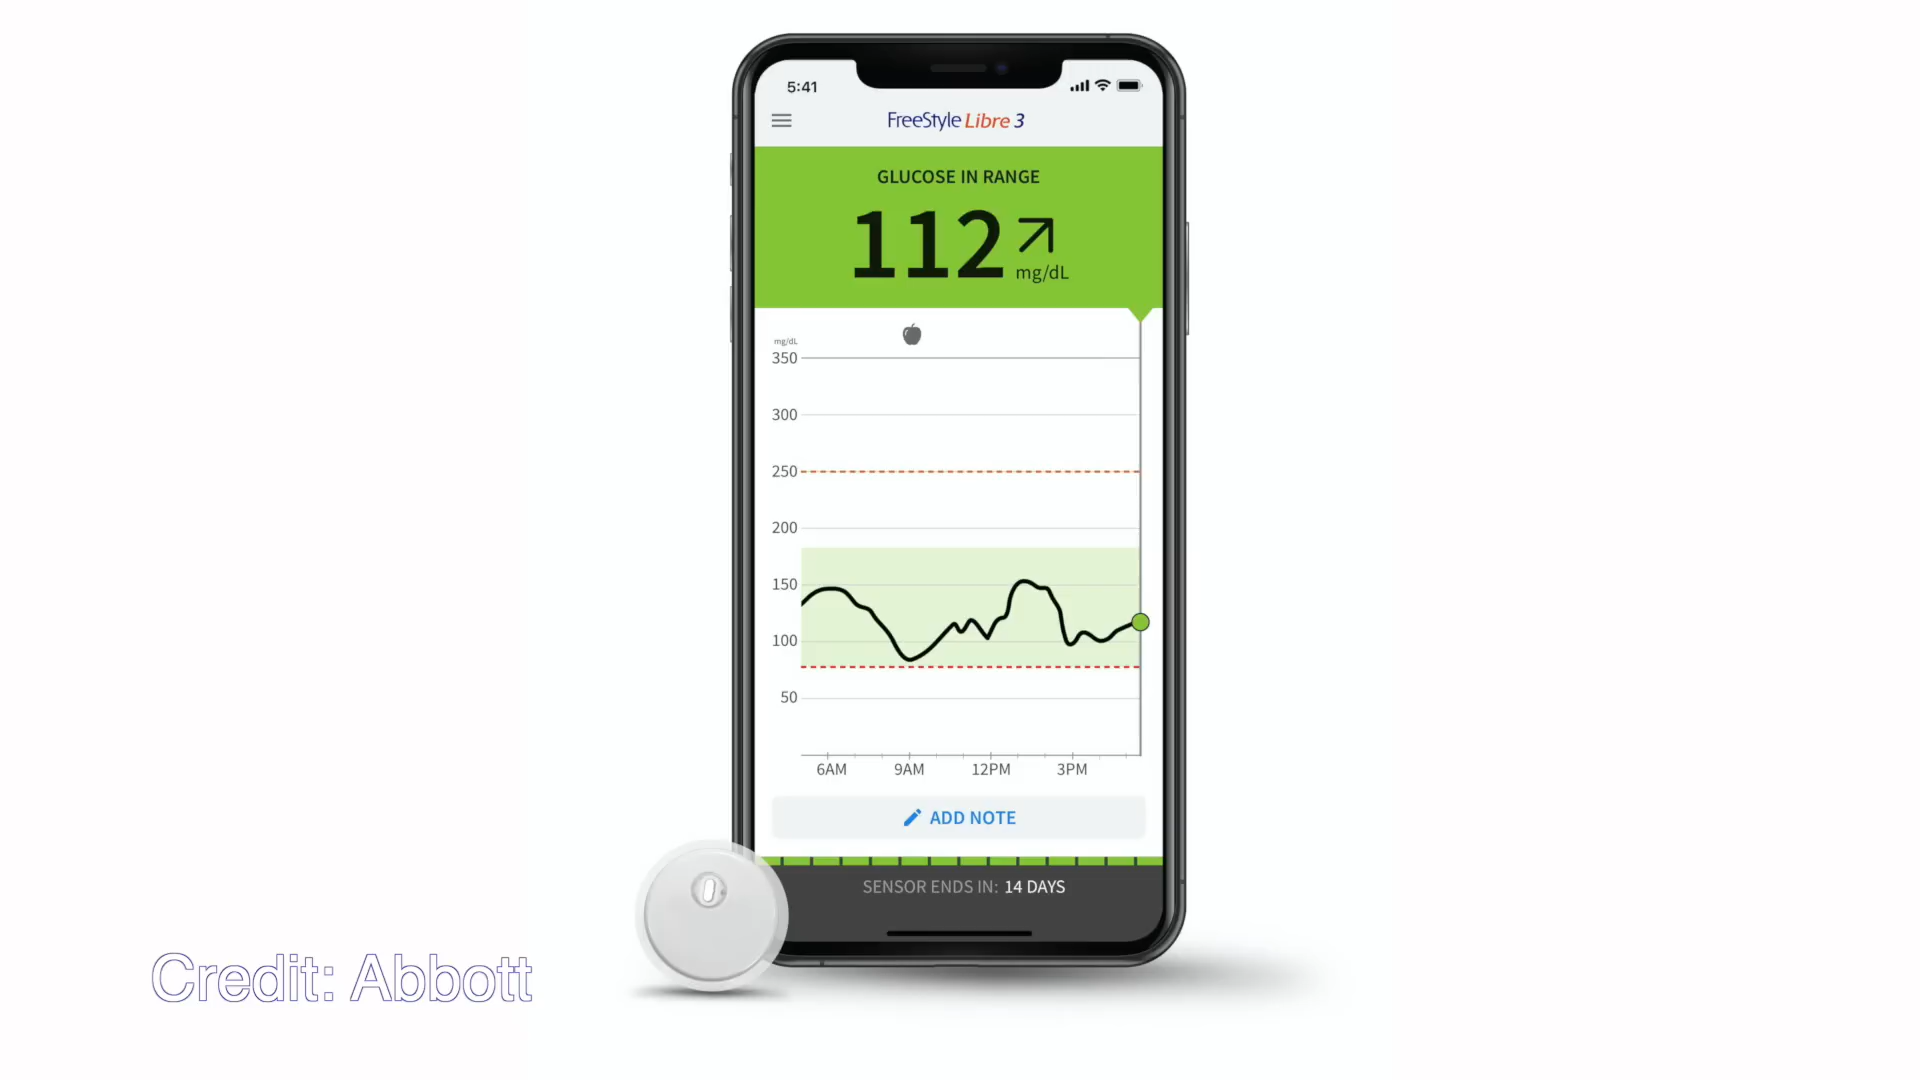 5:41
FreeStyle Libre 3
GLUCOSE IN RANGE
112
mg/dL
mg/dL
350
300
250
200
150
100
50
6AM 9AM 12PM 3PM
ADD NOTE
SENSOR ENDS IN: 14 DAYS
Credit: Abbott